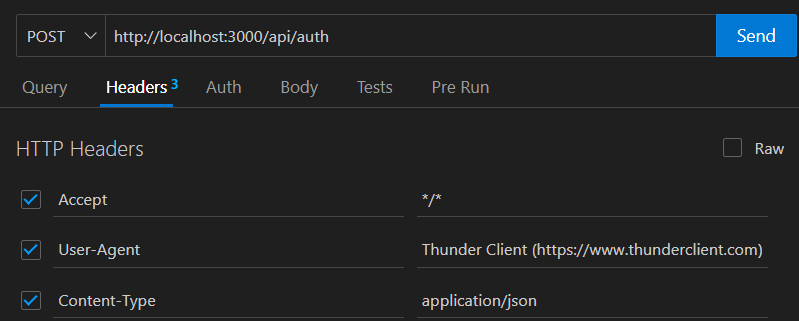 POST http://localhost:3000/api/auth Send
Query Headers 3 Auth Body Tests Pre Run
HTTP Headers Raw
Accept */*
User-Agent Thunder Client (https://www.thunderclient.com)
Content-Type application/json